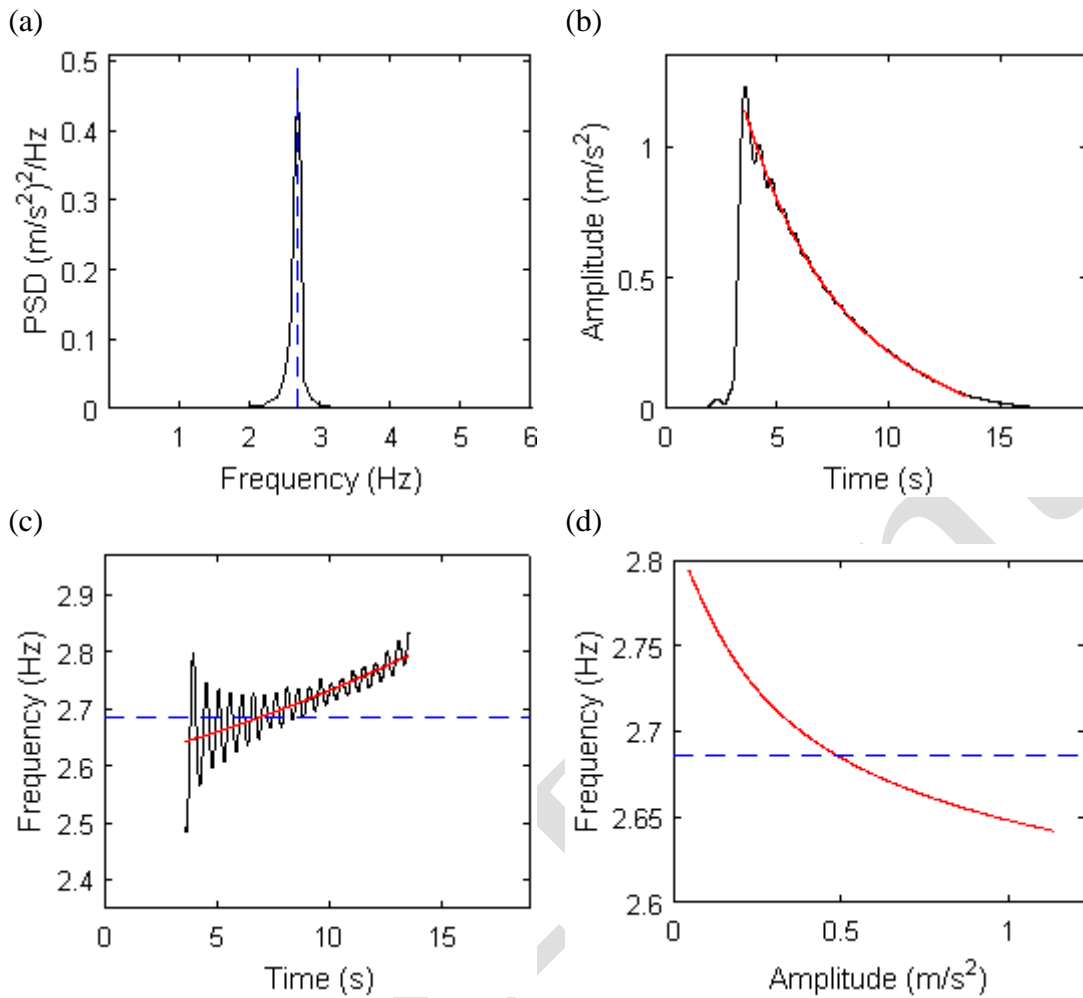 (a)
0.5
0.4
0.3
0.2
0.1
0
1 2 3 4 5 6
PSD (m/s²)²/Hz
Frequency (Hz)
(b)
1
0.5
0
0 5 10 15
Amplitude (m/s²)
Time (s)
(c)
2.9
2.8
2.7
2.6
2.5
2.4
0 5 10 15
Frequency (Hz)
Time (s)
(d)
2.8
2.75
2.7
2.65
2.6
0 0.5 1
Frequency (Hz)
Amplitude (m/s²)